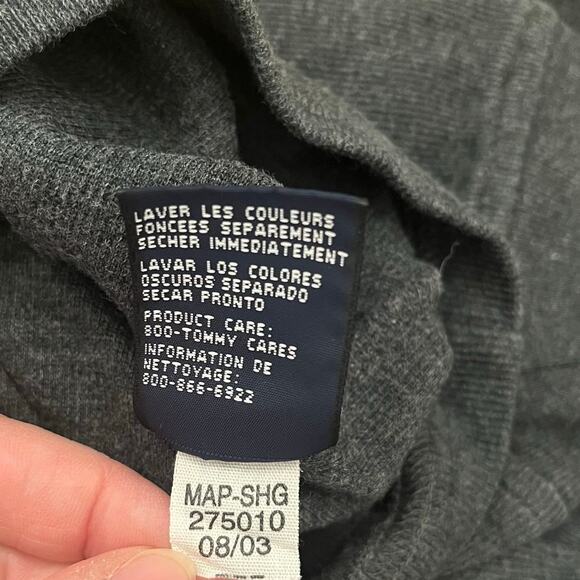 LAVER LES COULEURS
FONCEES SEPAREMENT
SECHER IMMEDIATEMENT
LAVAR LOS COLORES
OSCUROS SEPARADO
SECAR PRONTO
PRODUCT CARE:
800-TOMMY CARES
INFORMATION DE
NETTOYAGE:
800-866-6922
MAP-SHG
275010
08/03